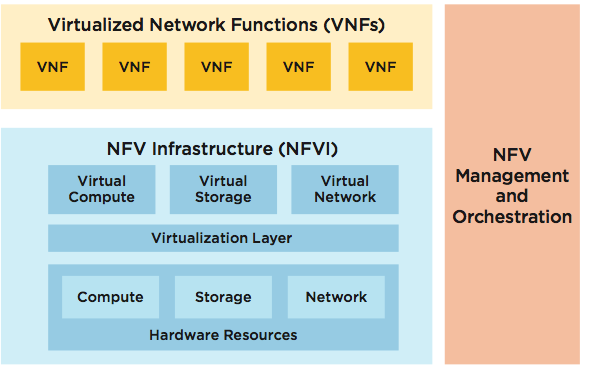 Virtualized Network Functions (VNFs)
VNF VNF VNF VNF VNF
NFV Infrastructure (NFVI)
Virtual
Compute
Virtual
Storage
Virtual
Network
Virtualization Layer
Compute
Storage
Network
Hardware Resources
NFV
Management
and
Orchestration